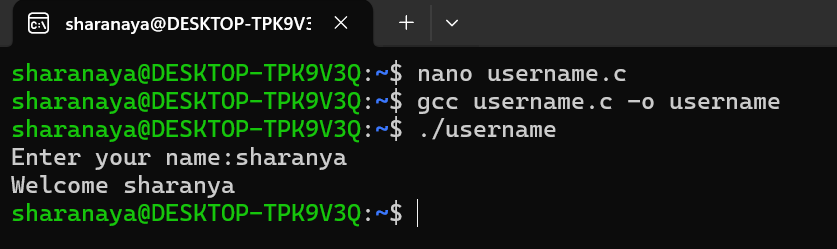 sharanaya@DESKTOP-TPK9V3
sharanaya@DESKTOP-TPK9V3Q:~$ nano username.c
sharanaya@DESKTOP-TPK9V3Q:~$ gcc username.c -o username
sharanaya@DESKTOP-TPK9V3Q:~$ ./username
Enter your name:sharanya
Welcome sharanya
sharanaya@DESKTOP-TPK9V3Q:~$